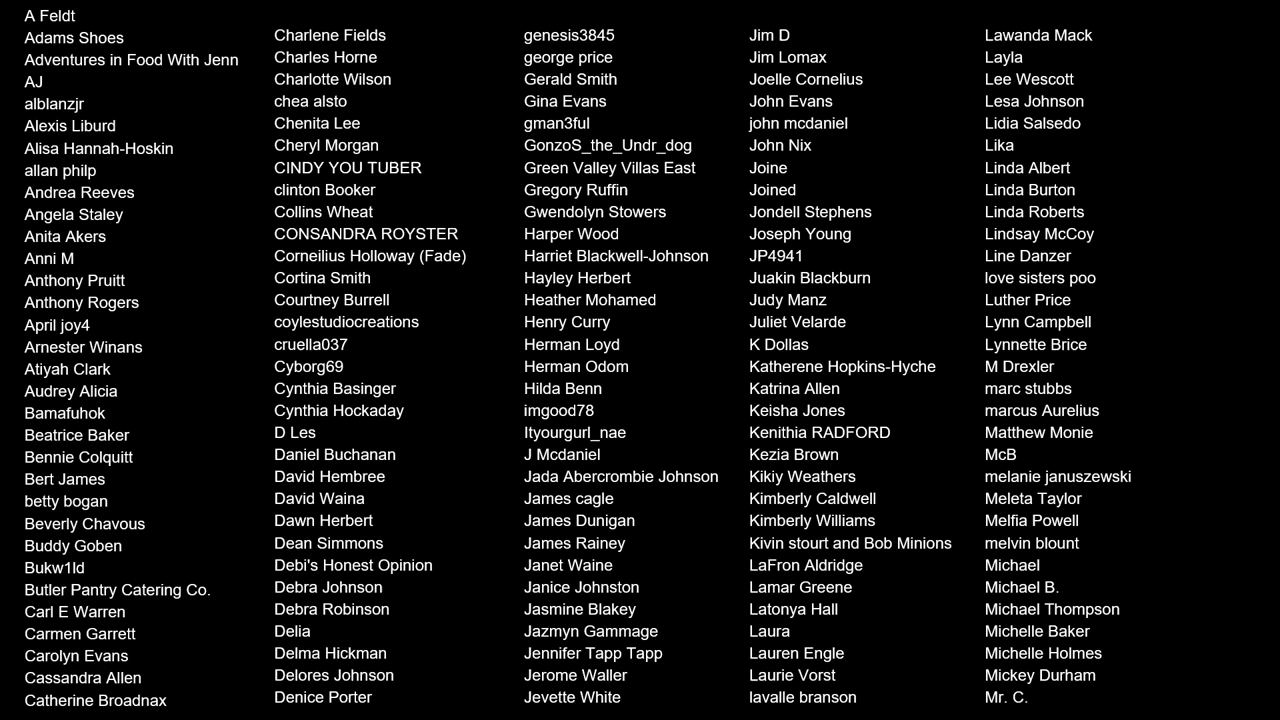 A Feldt
Adams Shoes
Adventures in Food With Jenn
AJ
alblanzjr
Alexis Liburd
Alisa Hannah-Hoskin
allan philp
Andrea Reeves
Angela Staley
Anita Akers
Anni M
Anthony Pruitt
Anthony Rogers
April joy4
Arnester Winans
Atiyah Clark
Audrey Alicia
Bamafuhok
Beatrice Baker
Bennie Colquitt
Bert James
betty bogan
Beverly Chavous
Buddy Goben
Bukw1ld
Butler Pantry Catering Co.
Carl E Warren
Carmen Garrett
Carolyn Evans
Cassandra Allen
Catherine Broadnax
Charlene Fields
Charles Horne
Charlotte Wilson
chea alsto
Chenita Lee
Cheryl Morgan
CINDY YOU TUBER
clinton Booker
Collins Wheat
CONSANDRA ROYSTER
Corneilius Holloway (Fade)
Cortina Smith
Courtney Burrell
coylestudiocreations
cruella037
Cyborg69
Cynthia Basinger
Cynthia Hockaday
D Les
Daniel Buchanan
David Hembree
David Waina
Dawn Herbert
Dean Simmons
Debi's Honest Opinion
Debra Johnson
Debra Robinson
Delia
Delma Hickman
Delores Johnson
Denice Porter
genesis3845
george price
Gerald Smith
Gina Evans
gman3ful
GonzoS_the_Undr_dog
Green Valley Villas East
Gregory Ruffin
Gwendolyn Stowers
Harper Wood
Harriet Blackwell-Johnson
Hayley Herbert
Heather Mohamed
Henry Curry
Herman Loyd
Herman Odom
Hilda Benn
imgood78
Ityourgurl_nae
J Mcdaniel
Jada Abercrombie Johnson
James cagle
James Dunigan
James Rainey
Janet Waine
Janice Johnston
Jasmine Blakey
Jazmyn Gammage
Jennifer Tapp Tapp
Jerome Waller
Jevette White
Jim D
Jim Lomax
Joelle Cornelius
John Evans
john mcdaniel
John Nix
Joine
Joined
Jondell Stephens
Joseph Young
JP4941
Juakin Blackburn
Judy Manz
Juliet Velarde
K Dollas
Katherene Hopkins-Hyche
Katrina Allen
Keisha Jones
Kenithia RADFORD
Kezia Brown
Kikiy Weathers
Kimberly Caldwell
Kimberly Williams
Kivin stourt and Bob Minions
LaFron Aldridge
Lamar Greene
Latonya Hall
Laura
Lauren Engle
Laurie Vorst
lavalle branson
Lawanda Mack
Layla
Lee Wescott
Lesa Johnson
Lidia Salsedo
Lika
Linda Albert
Linda Burton
Linda Roberts
Lindsay McCoy
Line Danzer
love sisters poo
Luther Price
Lynn Campbell
Lynnette Brice
M Drexler
marc stubbs
marcus Aurelius
Matthew Monie
McB
melanie januszewski
Meleta Taylor
Melfia Powell
melvin blount
Michael
Michael B.
Michael Thompson
Michelle Baker
Michelle Holmes
Mickey Durham
Mr. C.